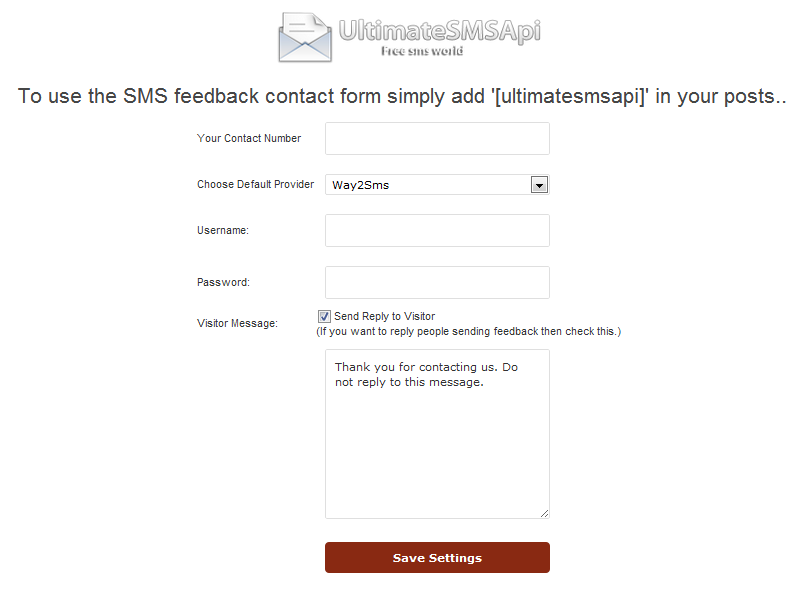 UltimateSMSApi
Free sms world
To use the SMS feedback contact form simply add '[ultimatesmsapi]' in your posts..
Your Contact Number
Choose Default Provider
Way2Sms
Username:
Password:
Visitor Message:
Send Reply to Visitor
(If you want to reply people sending feedback then check this.)
Thank you for contacting us. Do
not reply to this message.
Save Settings